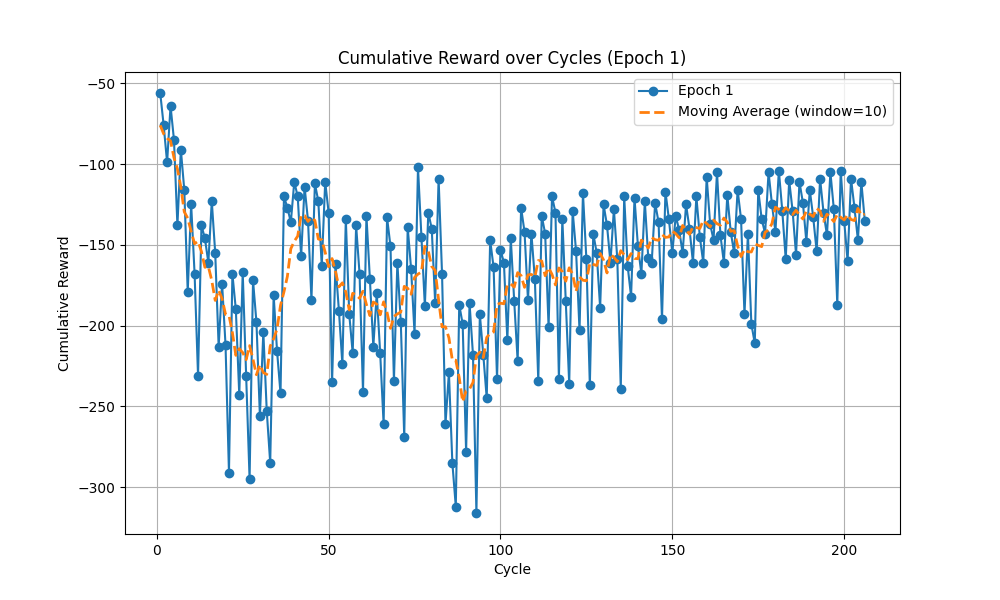 Cumulative Reward over Cycles (Epoch 1)
Epoch 1
Moving Average (window=10)
−50
−100
−150
−200
−250
−300
Cumulative Reward
0 50 100 150 200
Cycle